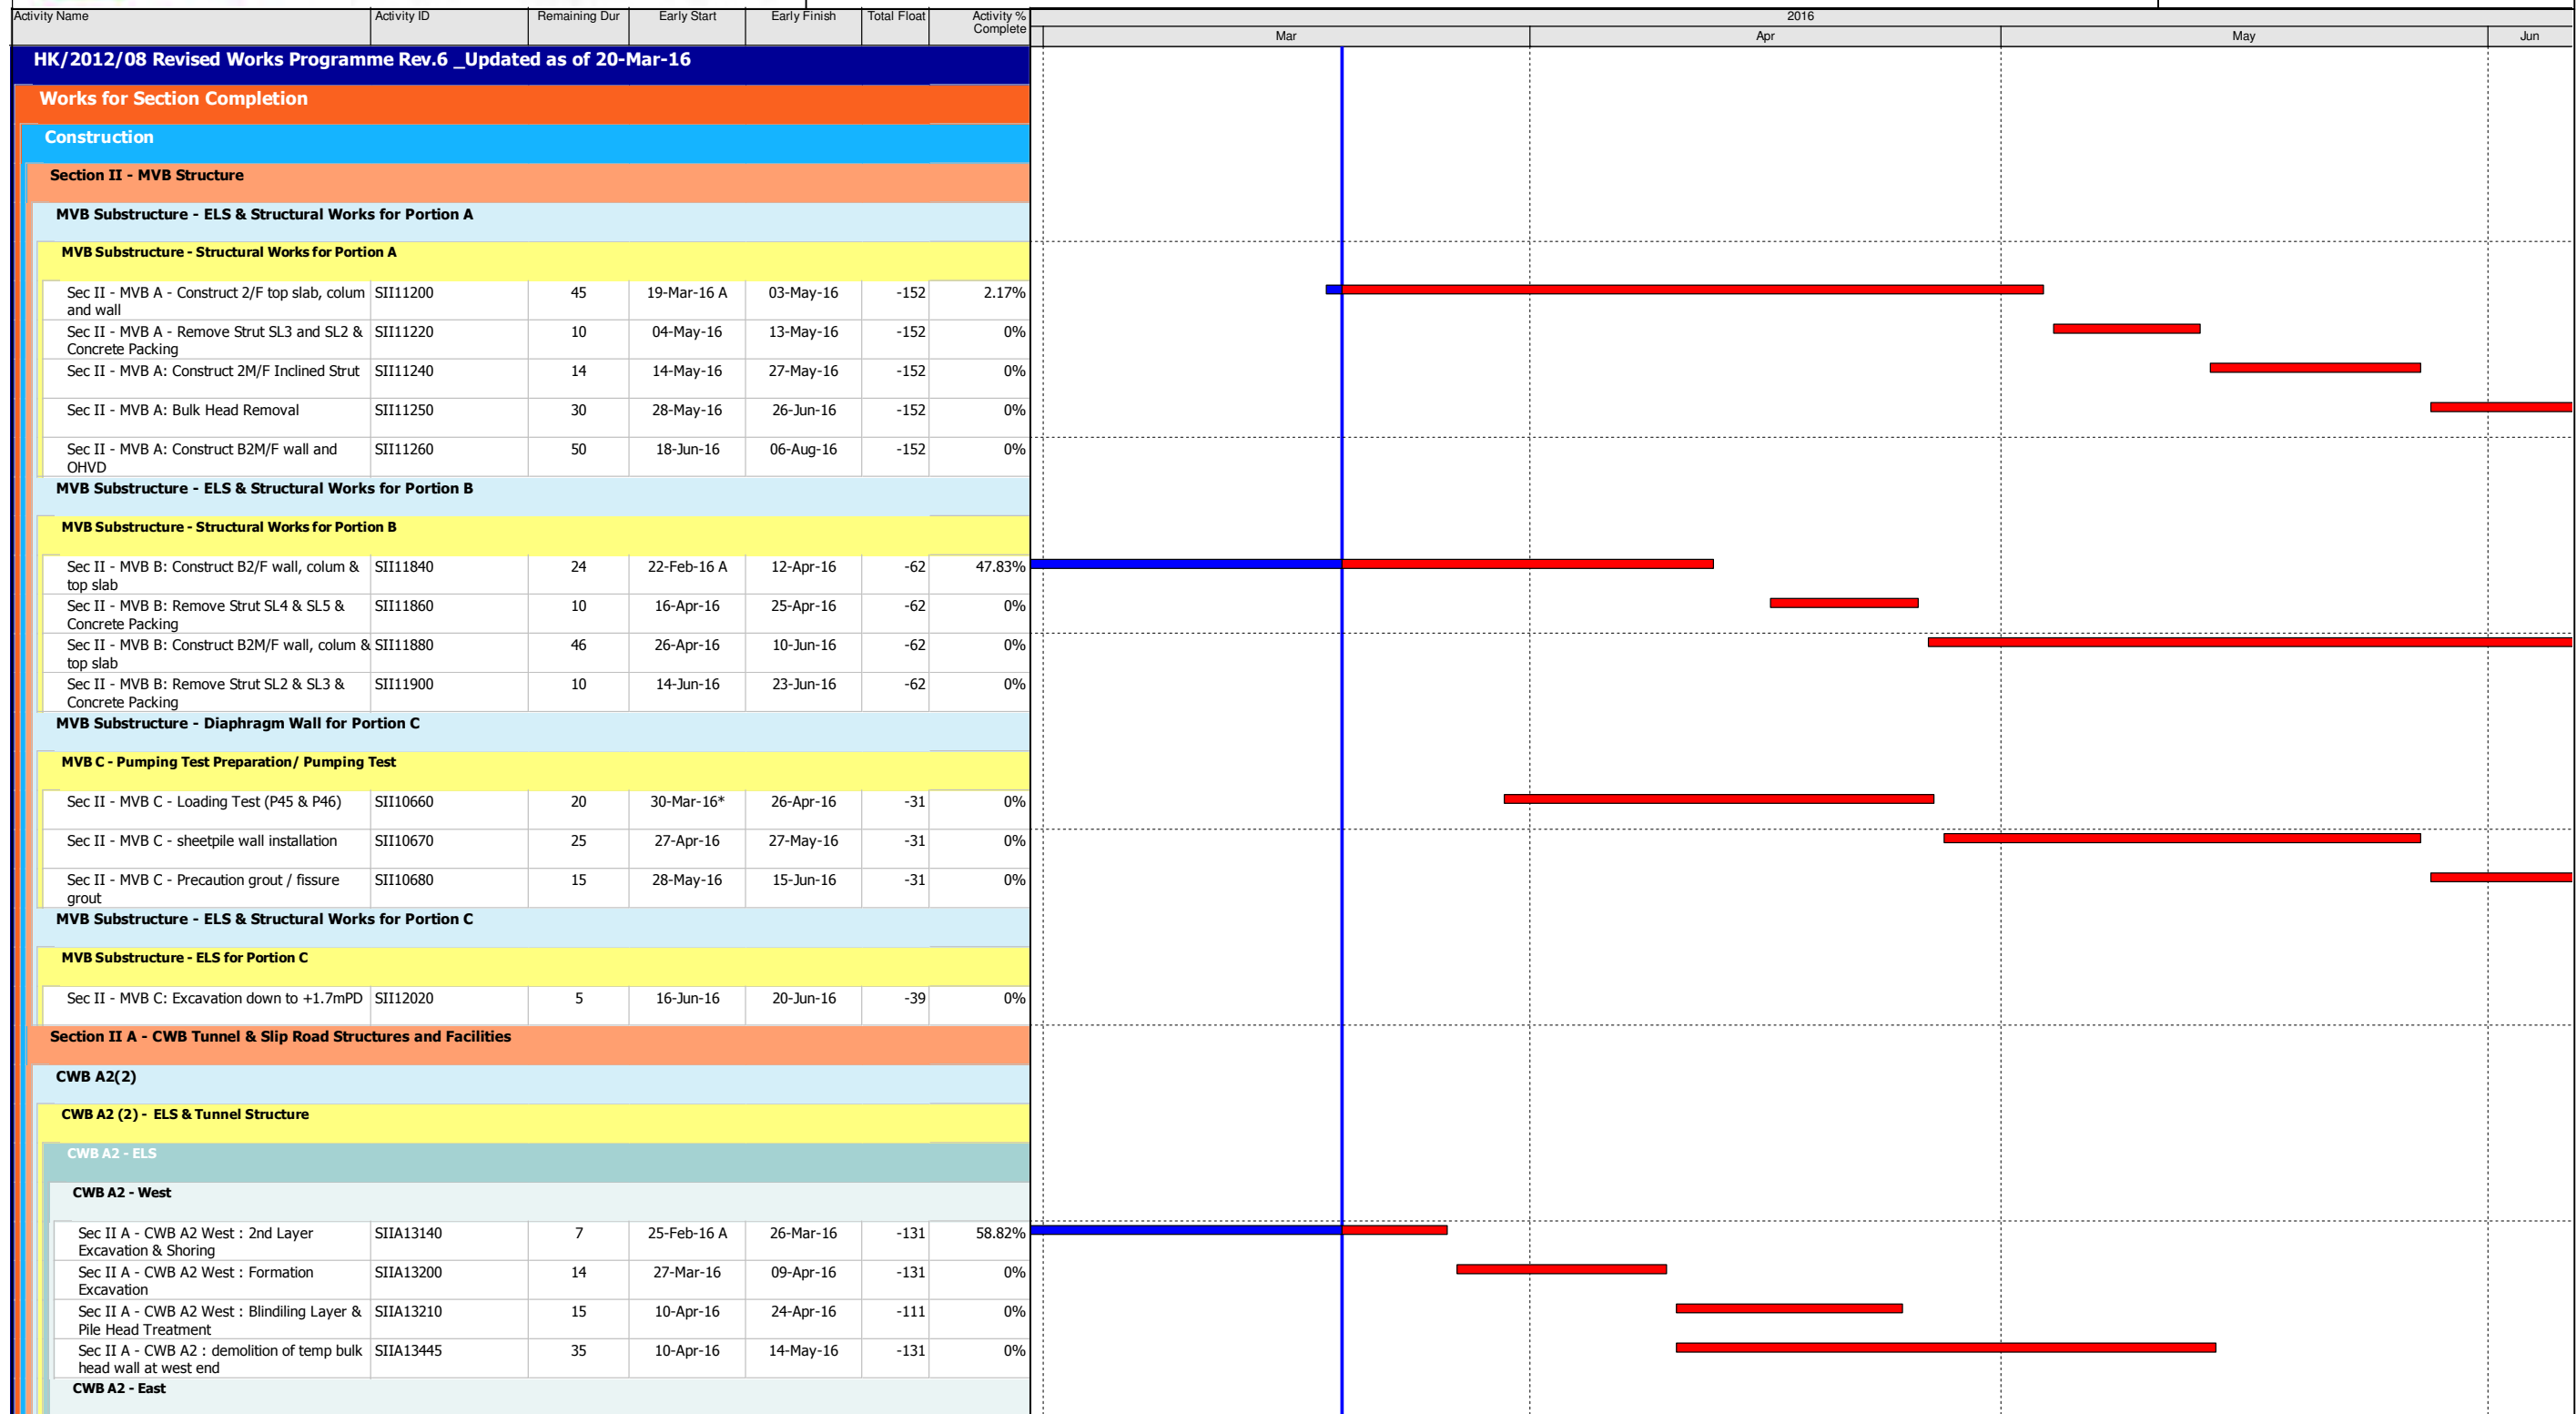 Activity Name Activity ID Remaining Dur Early Start Early Finish Total Float Activity % Complete 2016
Mar Apr May Jun
HK/2012/08 Revised Works Programme Rev.6 _Updated as of 20-Mar-16
Works for Section Completion
Construction
Section II - MVB Structure
MVB Substructure - ELS & Structural Works for Portion A
MVB Substructure - Structural Works for Portion A
Sec II - MVB A - Construct 2/F top slab, colum SII11200 45 19-Mar-16 A 03-May-16 -152 2.17%
and wall
Sec II - MVB A - Remove Strut SL3 and SL2 & SII11220 10 04-May-16 13-May-16 -152 0%
Concrete Packing
Sec II - MVB A: Construct 2M/F Inclined Strut SII11240 14 14-May-16 27-May-16 -152 0%
Sec II - MVB A: Bulk Head Removal SII11250 30 28-May-16 26-Jun-16 -152 0%
Sec II - MVB A: Construct B2M/F wall and SII11260 50 18-Jun-16 06-Aug-16 -152 0%
OHVD
MVB Substructure - ELS & Structural Works for Portion B
MVB Substructure - Structural Works for Portion B
Sec II - MVB B: Construct B2/F wall, colum & SII11840 24 22-Feb-16 A 12-Apr-16 -62 47.83%
top slab
Sec II - MVB B: Remove Strut SL4 & SL5 & SII11860 10 16-Apr-16 25-Apr-16 -62 0%
Concrete Packing
Sec II - MVB B: Construct B2M/F wall, colum & SII11880 46 26-Apr-16 10-Jun-16 -62 0%
top slab
Sec II - MVB B: Remove Strut SL2 & SL3 & SII11900 10 14-Jun-16 23-Jun-16 -62 0%
Concrete Packing
MVB Substructure - Diaphragm Wall for Portion C
MVB C - Pumping Test Preparation/ Pumping Test
Sec II - MVB C - Loading Test (P45 & P46) SII10660 20 30-Mar-16* 26-Apr-16 -31 0%
Sec II - MVB C - sheetpile wall installation SII10670 25 27-Apr-16 27-May-16 -31 0%
Sec II - MVB C - Precaution grout / fissure SII10680 15 28-May-16 15-Jun-16 -31 0%
grout
MVB Substructure - ELS & Structural Works for Portion C
MVB Substructure - ELS for Portion C
Sec II - MVB C: Excavation down to +1.7mPD SII12020 5 16-Jun-16 20-Jun-16 -39 0%
Section II A - CWB Tunnel & Slip Road Structures and Facilities
CWB A2(2)
CWB A2 (2) - ELS & Tunnel Structure
CWB A2 - ELS
CWB A2 - West
Sec II A - CWB A2 West : 2nd Layer SIIA13140 7 25-Feb-16 A 26-Mar-16 -131 58.82%
Excavation & Shoring
Sec II A - CWB A2 West : Formation SIIA13200 14 27-Mar-16 09-Apr-16 -131 0%
Excavation
Sec II A - CWB A2 West : Blindiling Layer & SIIA13210 15 10-Apr-16 24-Apr-16 -111 0%
Pile Head Treatment
Sec II A - CWB A2 : demolition of temp bulk SIIA13445 35 10-Apr-16 14-May-16 -131 0%
head wall at west end
CWB A2 - East